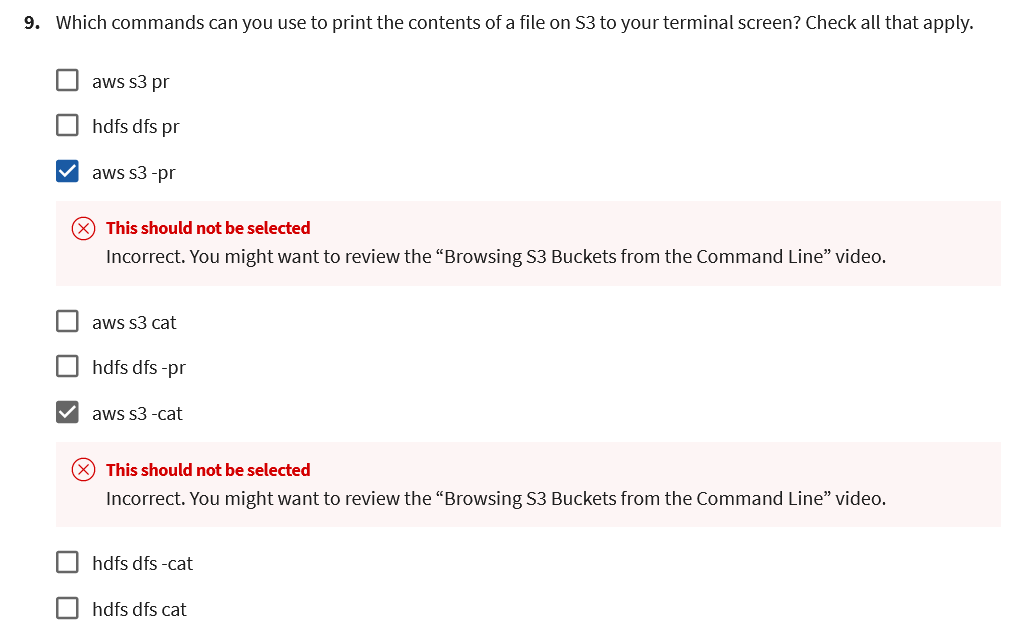 9. Which commands can you use to print the contents of a file on S3 to your terminal screen? Check all that apply.
aws s3 pr
hdfs dfs pr
aws s3 -pr
This should not be selected
Incorrect. You might want to review the “Browsing S3 Buckets from the Command Line” video.
aws s3 cat
hdfs dfs -pr
aws s3 -cat
This should not be selected
Incorrect. You might want to review the “Browsing S3 Buckets from the Command Line” video.
hdfs dfs -cat
hdfs dfs cat